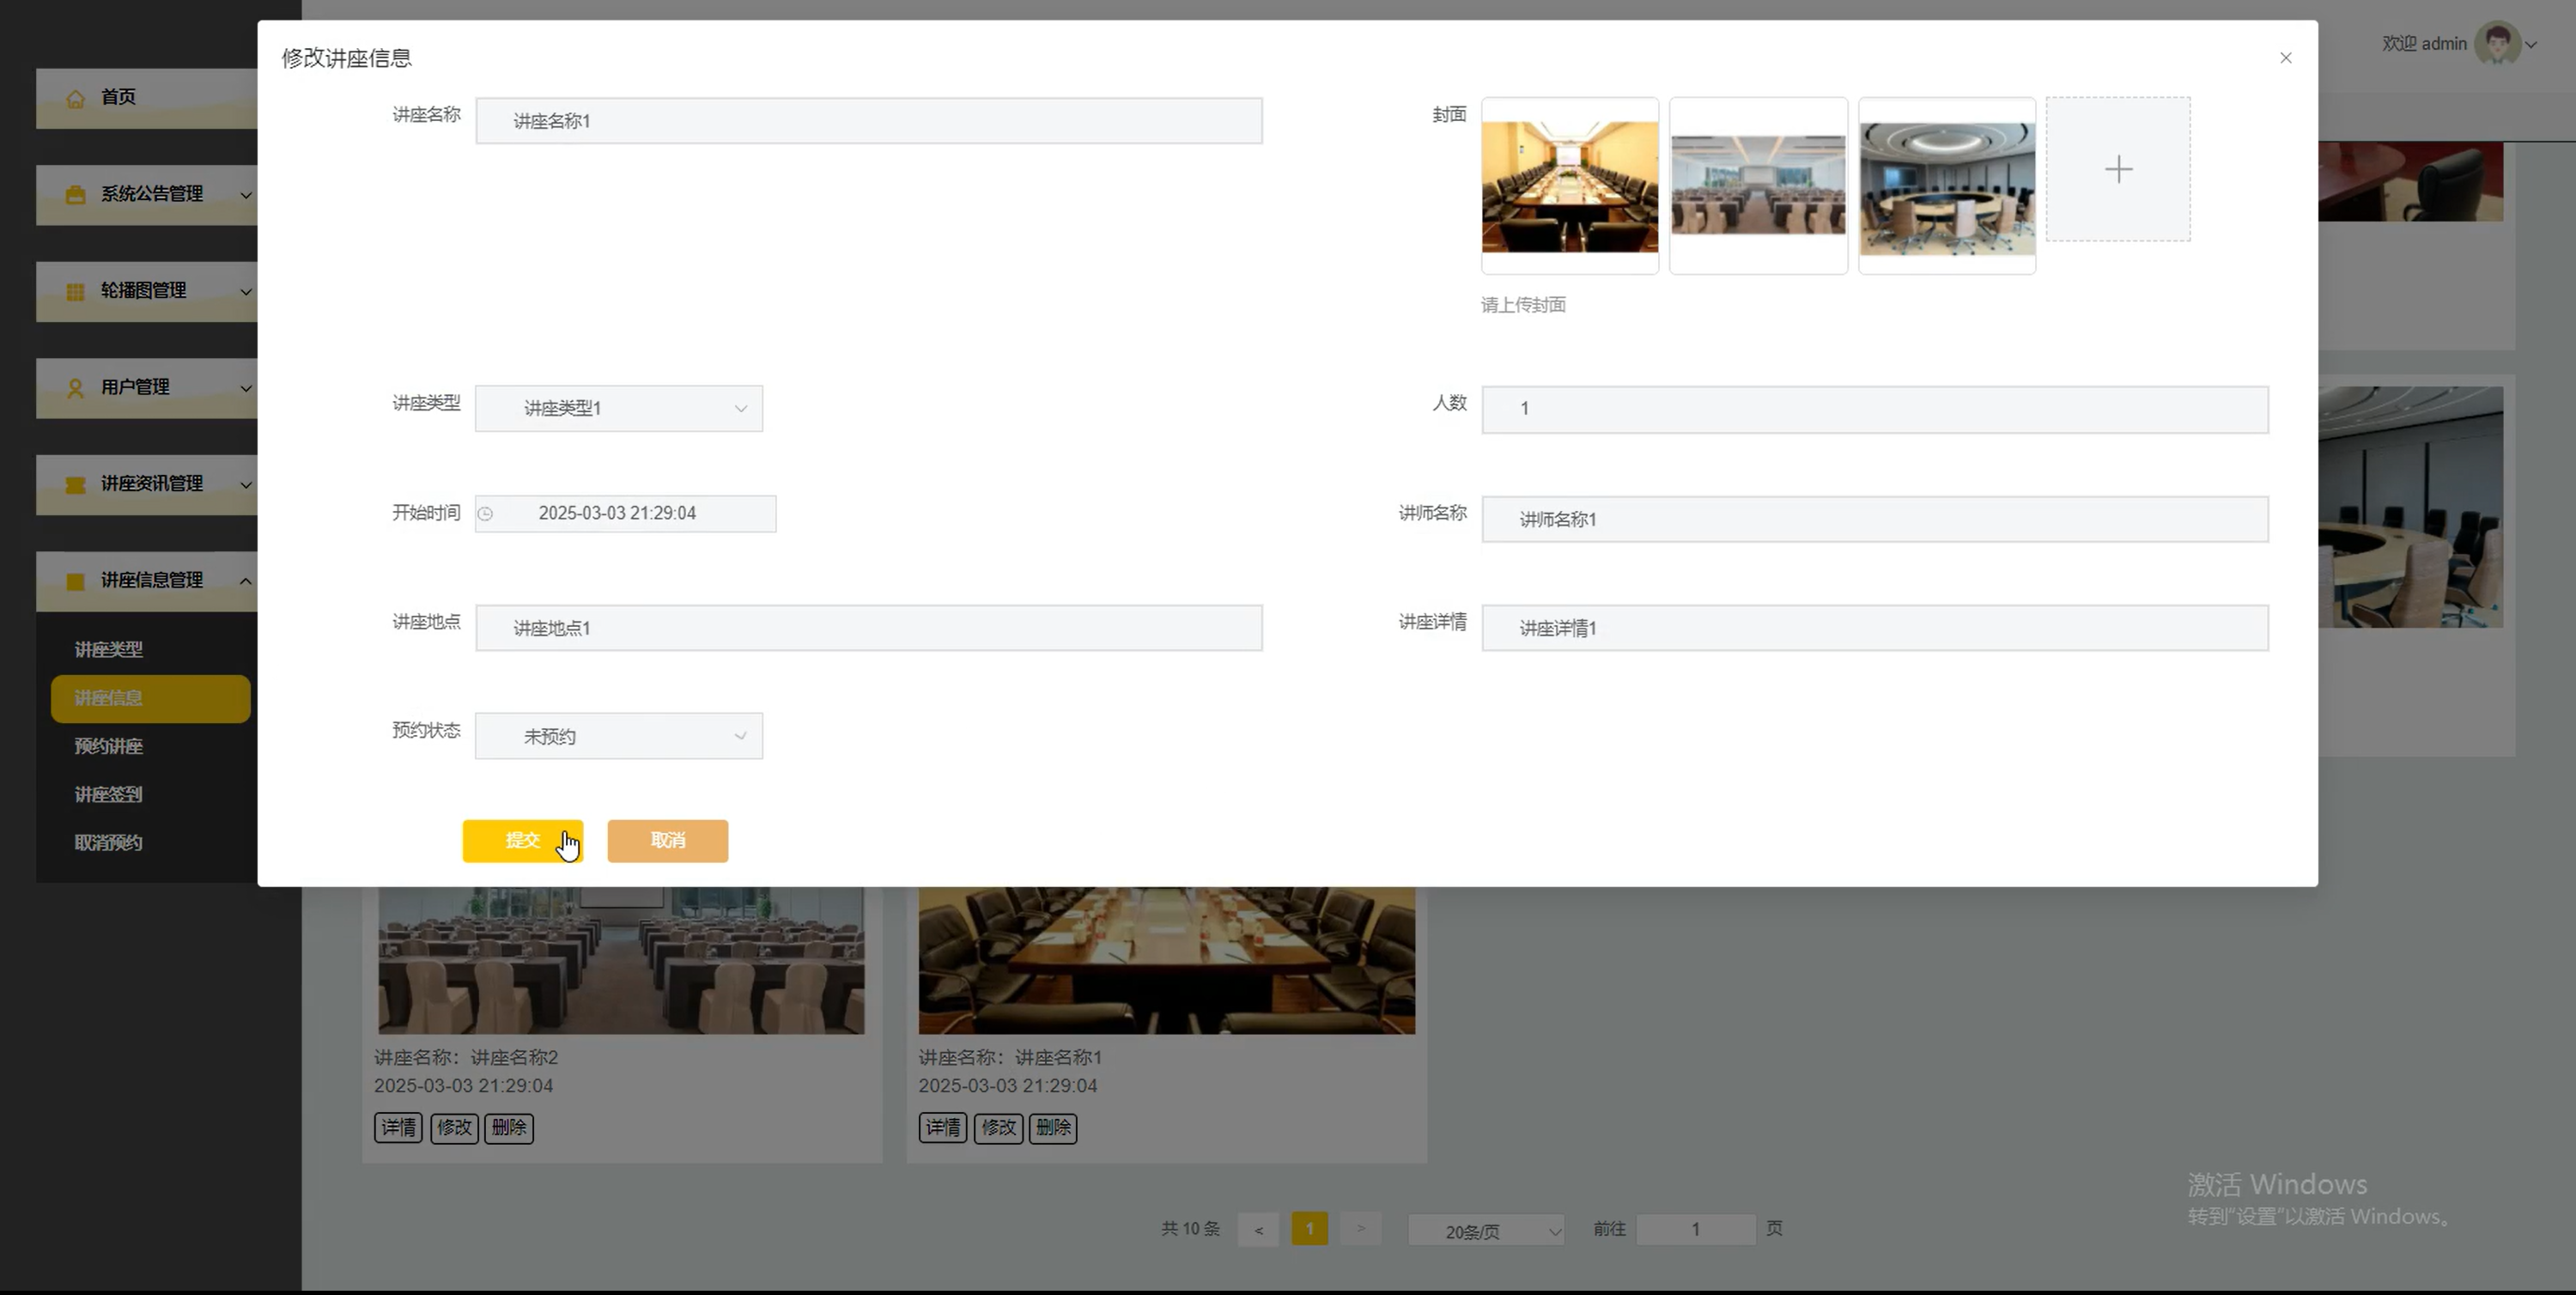 修改讲座信息
欢迎 admin
首页
系统公告管理
轮播图管理
用户管理
讲座资讯管理
讲座信息管理
讲座类型
讲座信息
预约讲座
讲座签到
取消预约
讲座名称
讲座名称1
封面
请上传封面
讲座类型
讲座类型1
人数
1
开始时间
2025-03-03 21:29:04
讲师名称
讲师名称1
讲座地点
讲座地点1
讲座详情
讲座详情1
预约状态
未预约
提交
取消
讲座名称：讲座名称2
2025-03-03 21:29:04
详情 修改 删除
讲座名称：讲座名称1
2025-03-03 21:29:04
详情 修改 删除
共 10 条 < 1 > 20条/页 前往 1 页
激活 Windows
转到“设置”以激活 Windows。